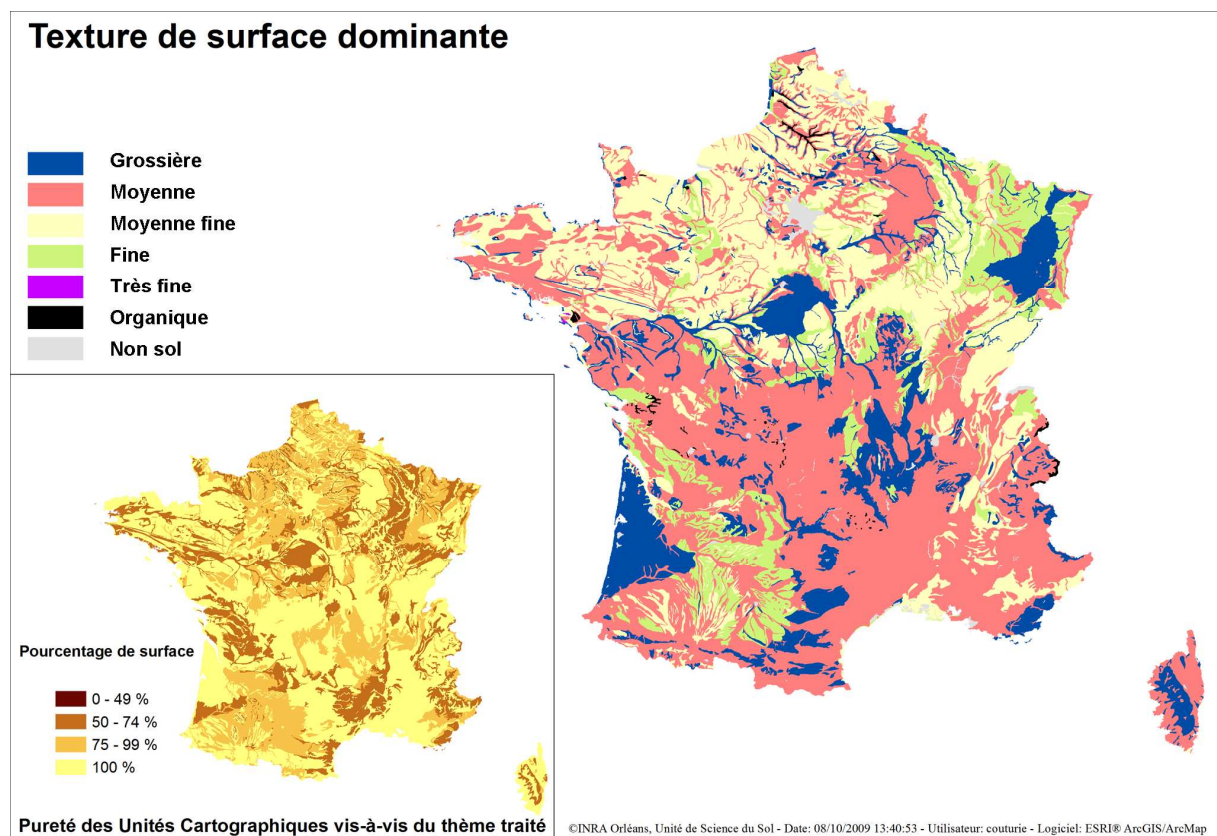 Texture de surface dominante
Grossière
Moyenne
Moyenne fine
Fine
Très fine
Organique
Non sol
Pourcentage de surface
0 - 49 %
50 - 74 %
75 - 99 %
100 %
Pureté des Unités Cartographiques vis-à-vis du thème traité
©INRA Orléans, Unité de Science du Sol - Date: 08/10/2009 13:40:53 - Utilisateur: couturie - Logiciel: ESRI® ArcGIS/ArcMap